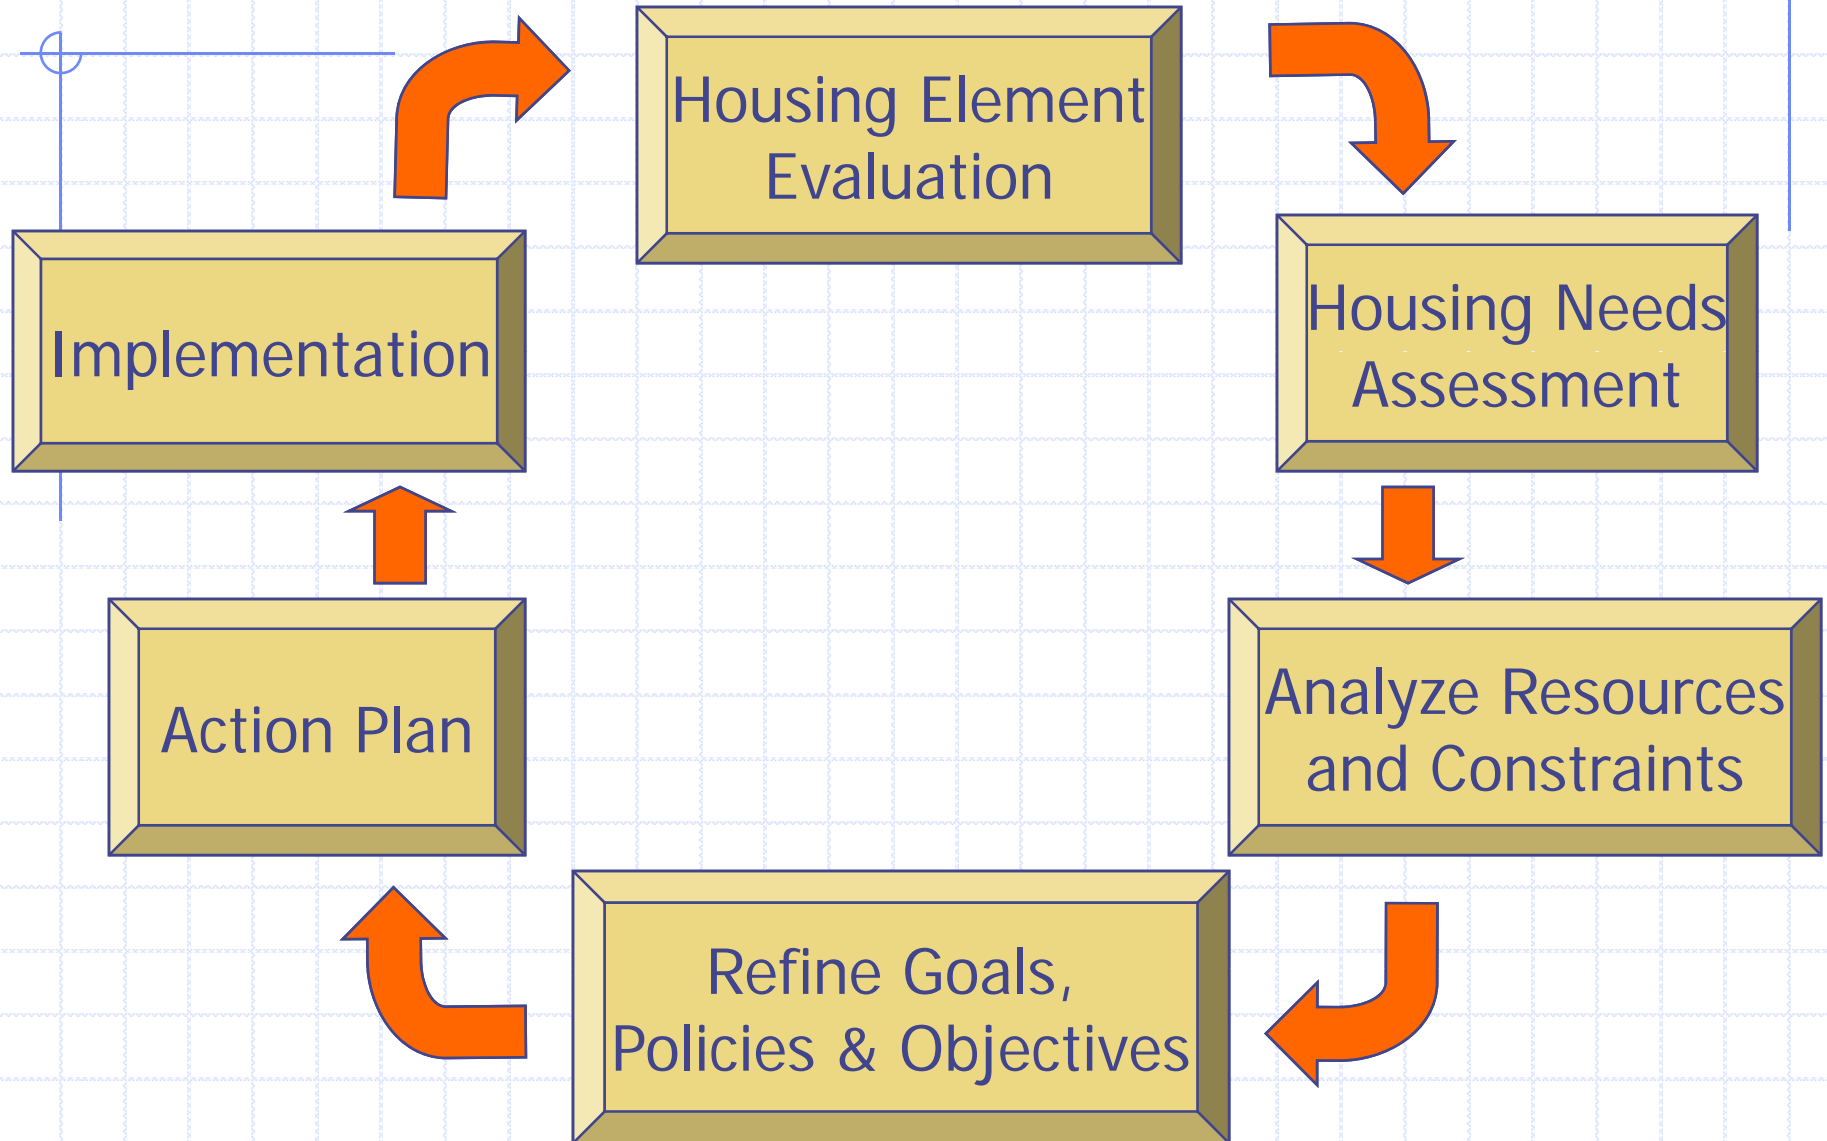 Housing Element
Evaluation
Housing Needs
Assessment
Analyze Resources
and Constraints
Refine Goals,
Policies & Objectives
Action Plan
Implementation